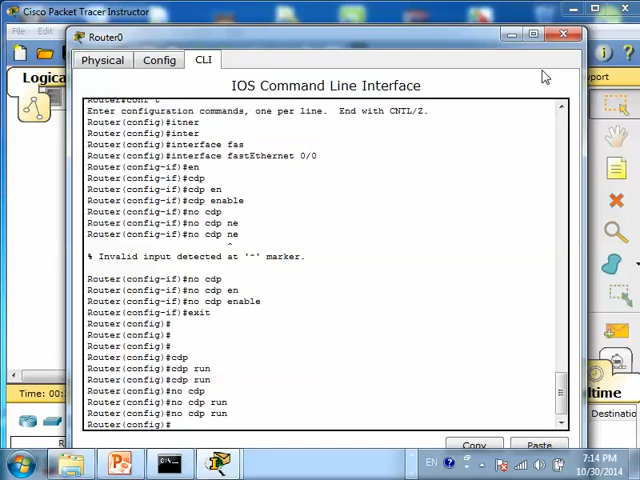 Cisco Packet Tracer Instructor
File
Router0
Physical
Config
CLI
Logica
IOS Command Line Interface
Router#conf t
Enter configuration commands, one per line.  End with CNTL/Z.
Router(config)#itner
Router(config)#inter
Router(config)#interface fas
Router(config)#interface fastEthernet 0/0
Router(config-if)#en
Router(config-if)#cdp
Router(config-if)#cdp en
Router(config-if)#cdp enable
Router(config-if)#no cdp
Router(config-if)#no cdp ne
Router(config-if)#no cdp ne
^
% Invalid input detected at '^' marker.
Router(config-if)#no cdp
Router(config-if)#no cdp en
Router(config-if)#no cdp enable
Router(config-if)#exit
Router(config)#
Router(config)#
Router(config)#
Router(config)#cdp
Router(config)#cdp run
Router(config)#cdp run
Router(config)#no cdp
Router(config)#no cdp run
Router(config)#no cdp run
Router(config)#
Copy
Paste
Time: 00:
ltime
Destinatio
EN
7:14 PM
10/30/2014